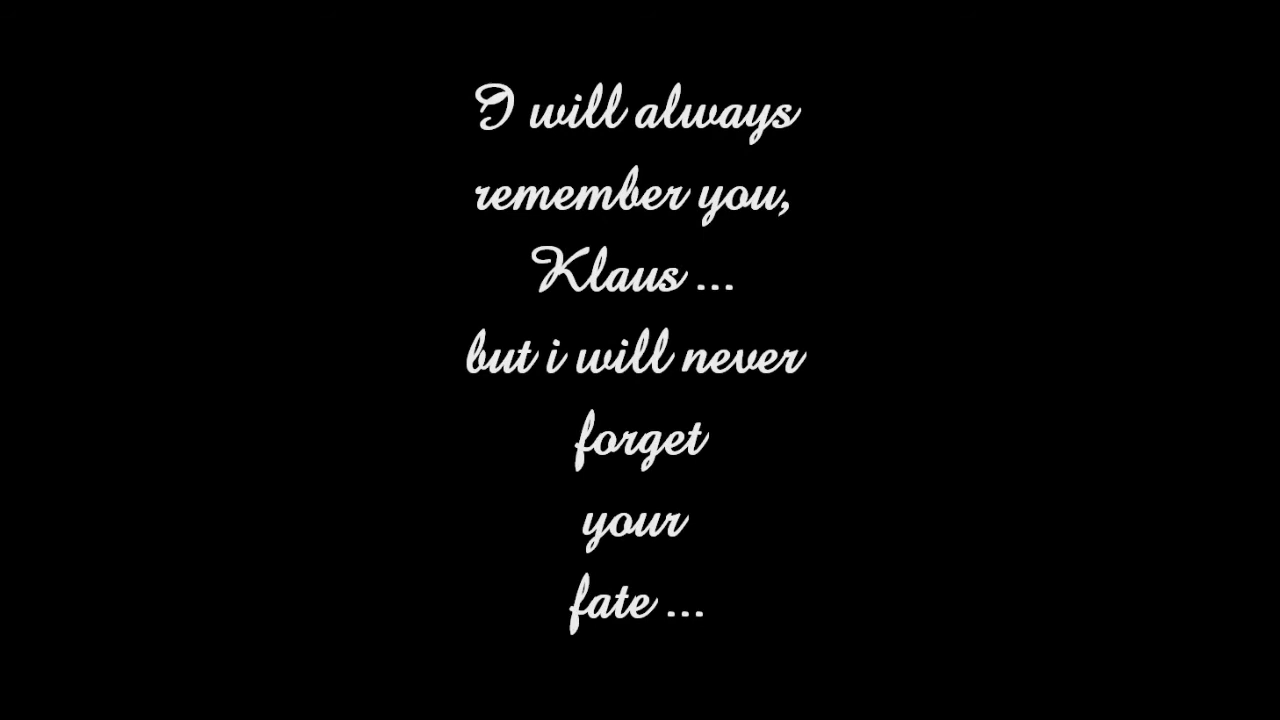 I will always
remember you,
Klaus ...
but i will never
forget
your
fate ...